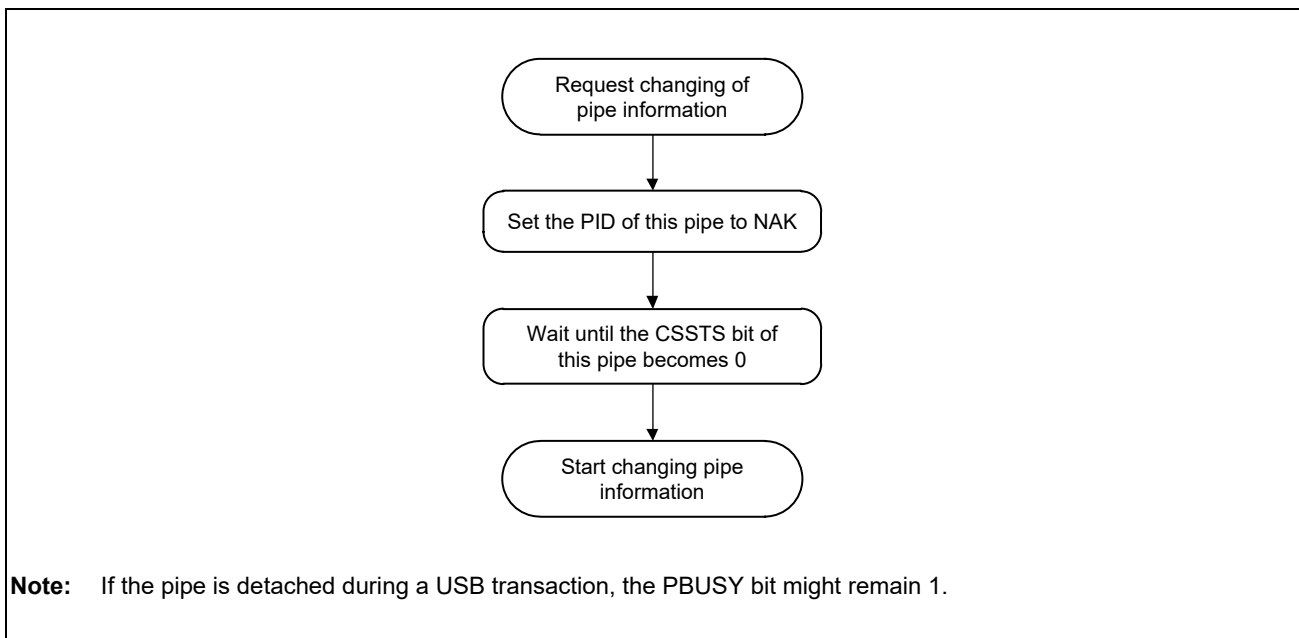 Request changing of
pipe information
Set the PID of this pipe to NAK
Wait until the CSSTS bit of
this pipe becomes 0
Start changing pipe
information
Note: If the pipe is detached during a USB transaction, the PBUSY bit might remain 1.